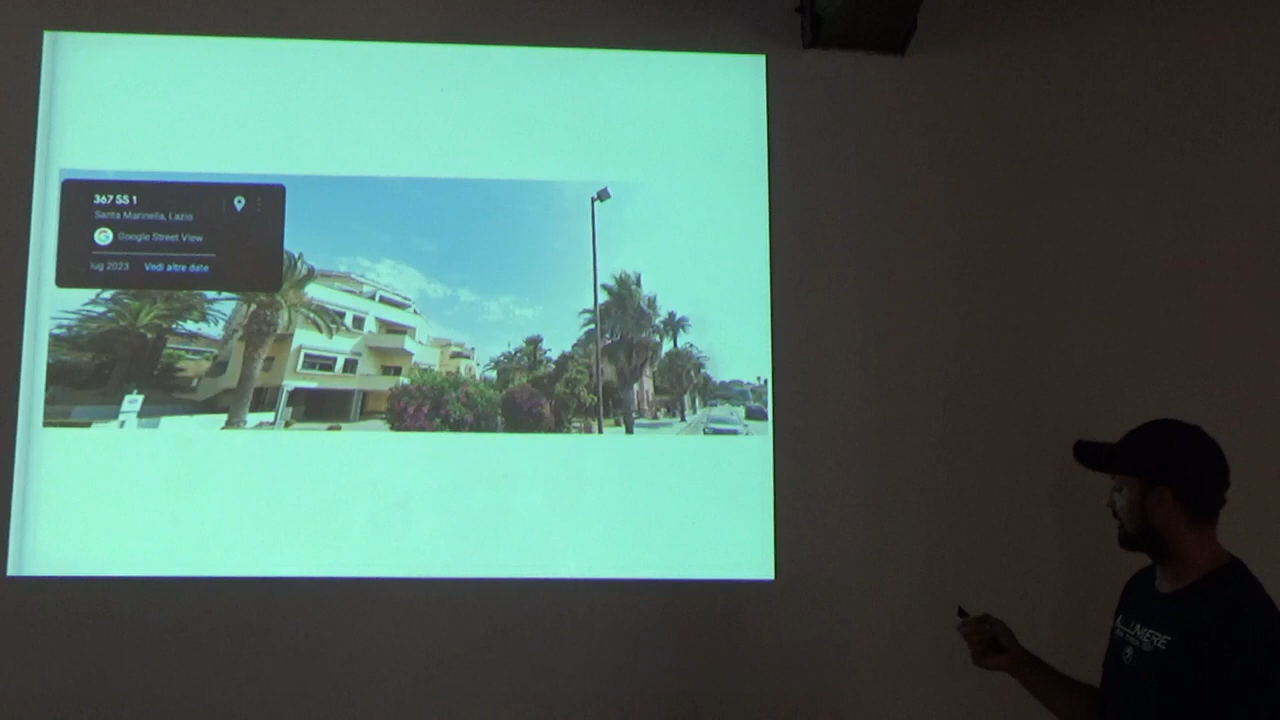 367 SS 1
Santa Marinella, Lazio
Google Street View
lug 2023 Vedi altre date